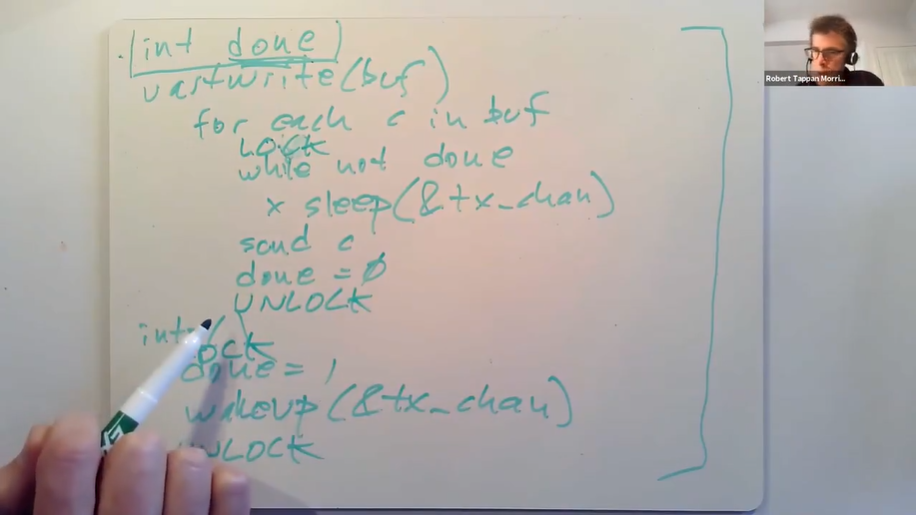 int done
uartwrite(buf)
for each c in buf
LOCK
while not done
x sleep(&tx_chan)
send c
done = 0
UNLOCK
intr(
LOCK
done = 1
wakeup(&tx_chan)
UNLOCK
Robert Tappan Morri...